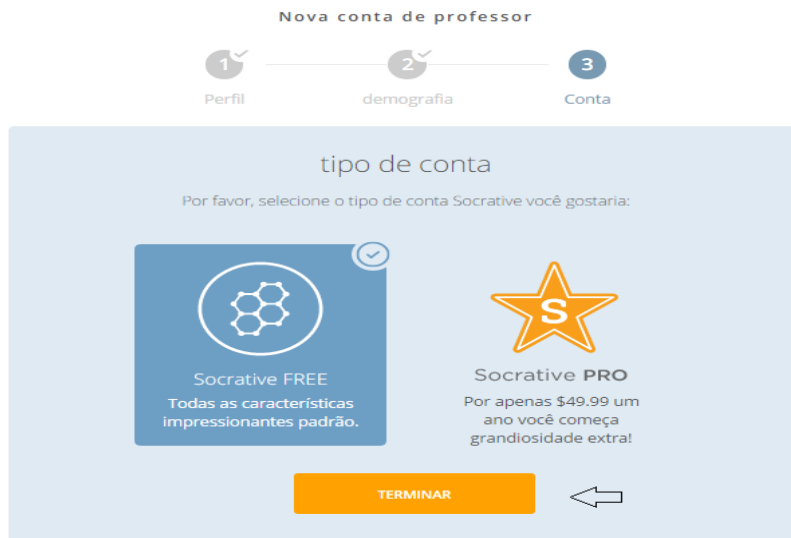 Nova conta de professor
1 2 3
Perfil demografia Conta
tipo de conta
Por favor, selecione o tipo de conta Socrative você gostaria:
Socrative FREE
Todas as características
impressionantes padrão.
S
Socrative PRO
Por apenas $49.99 um
ano você começa
grandiosidade extra!
TERMINAR